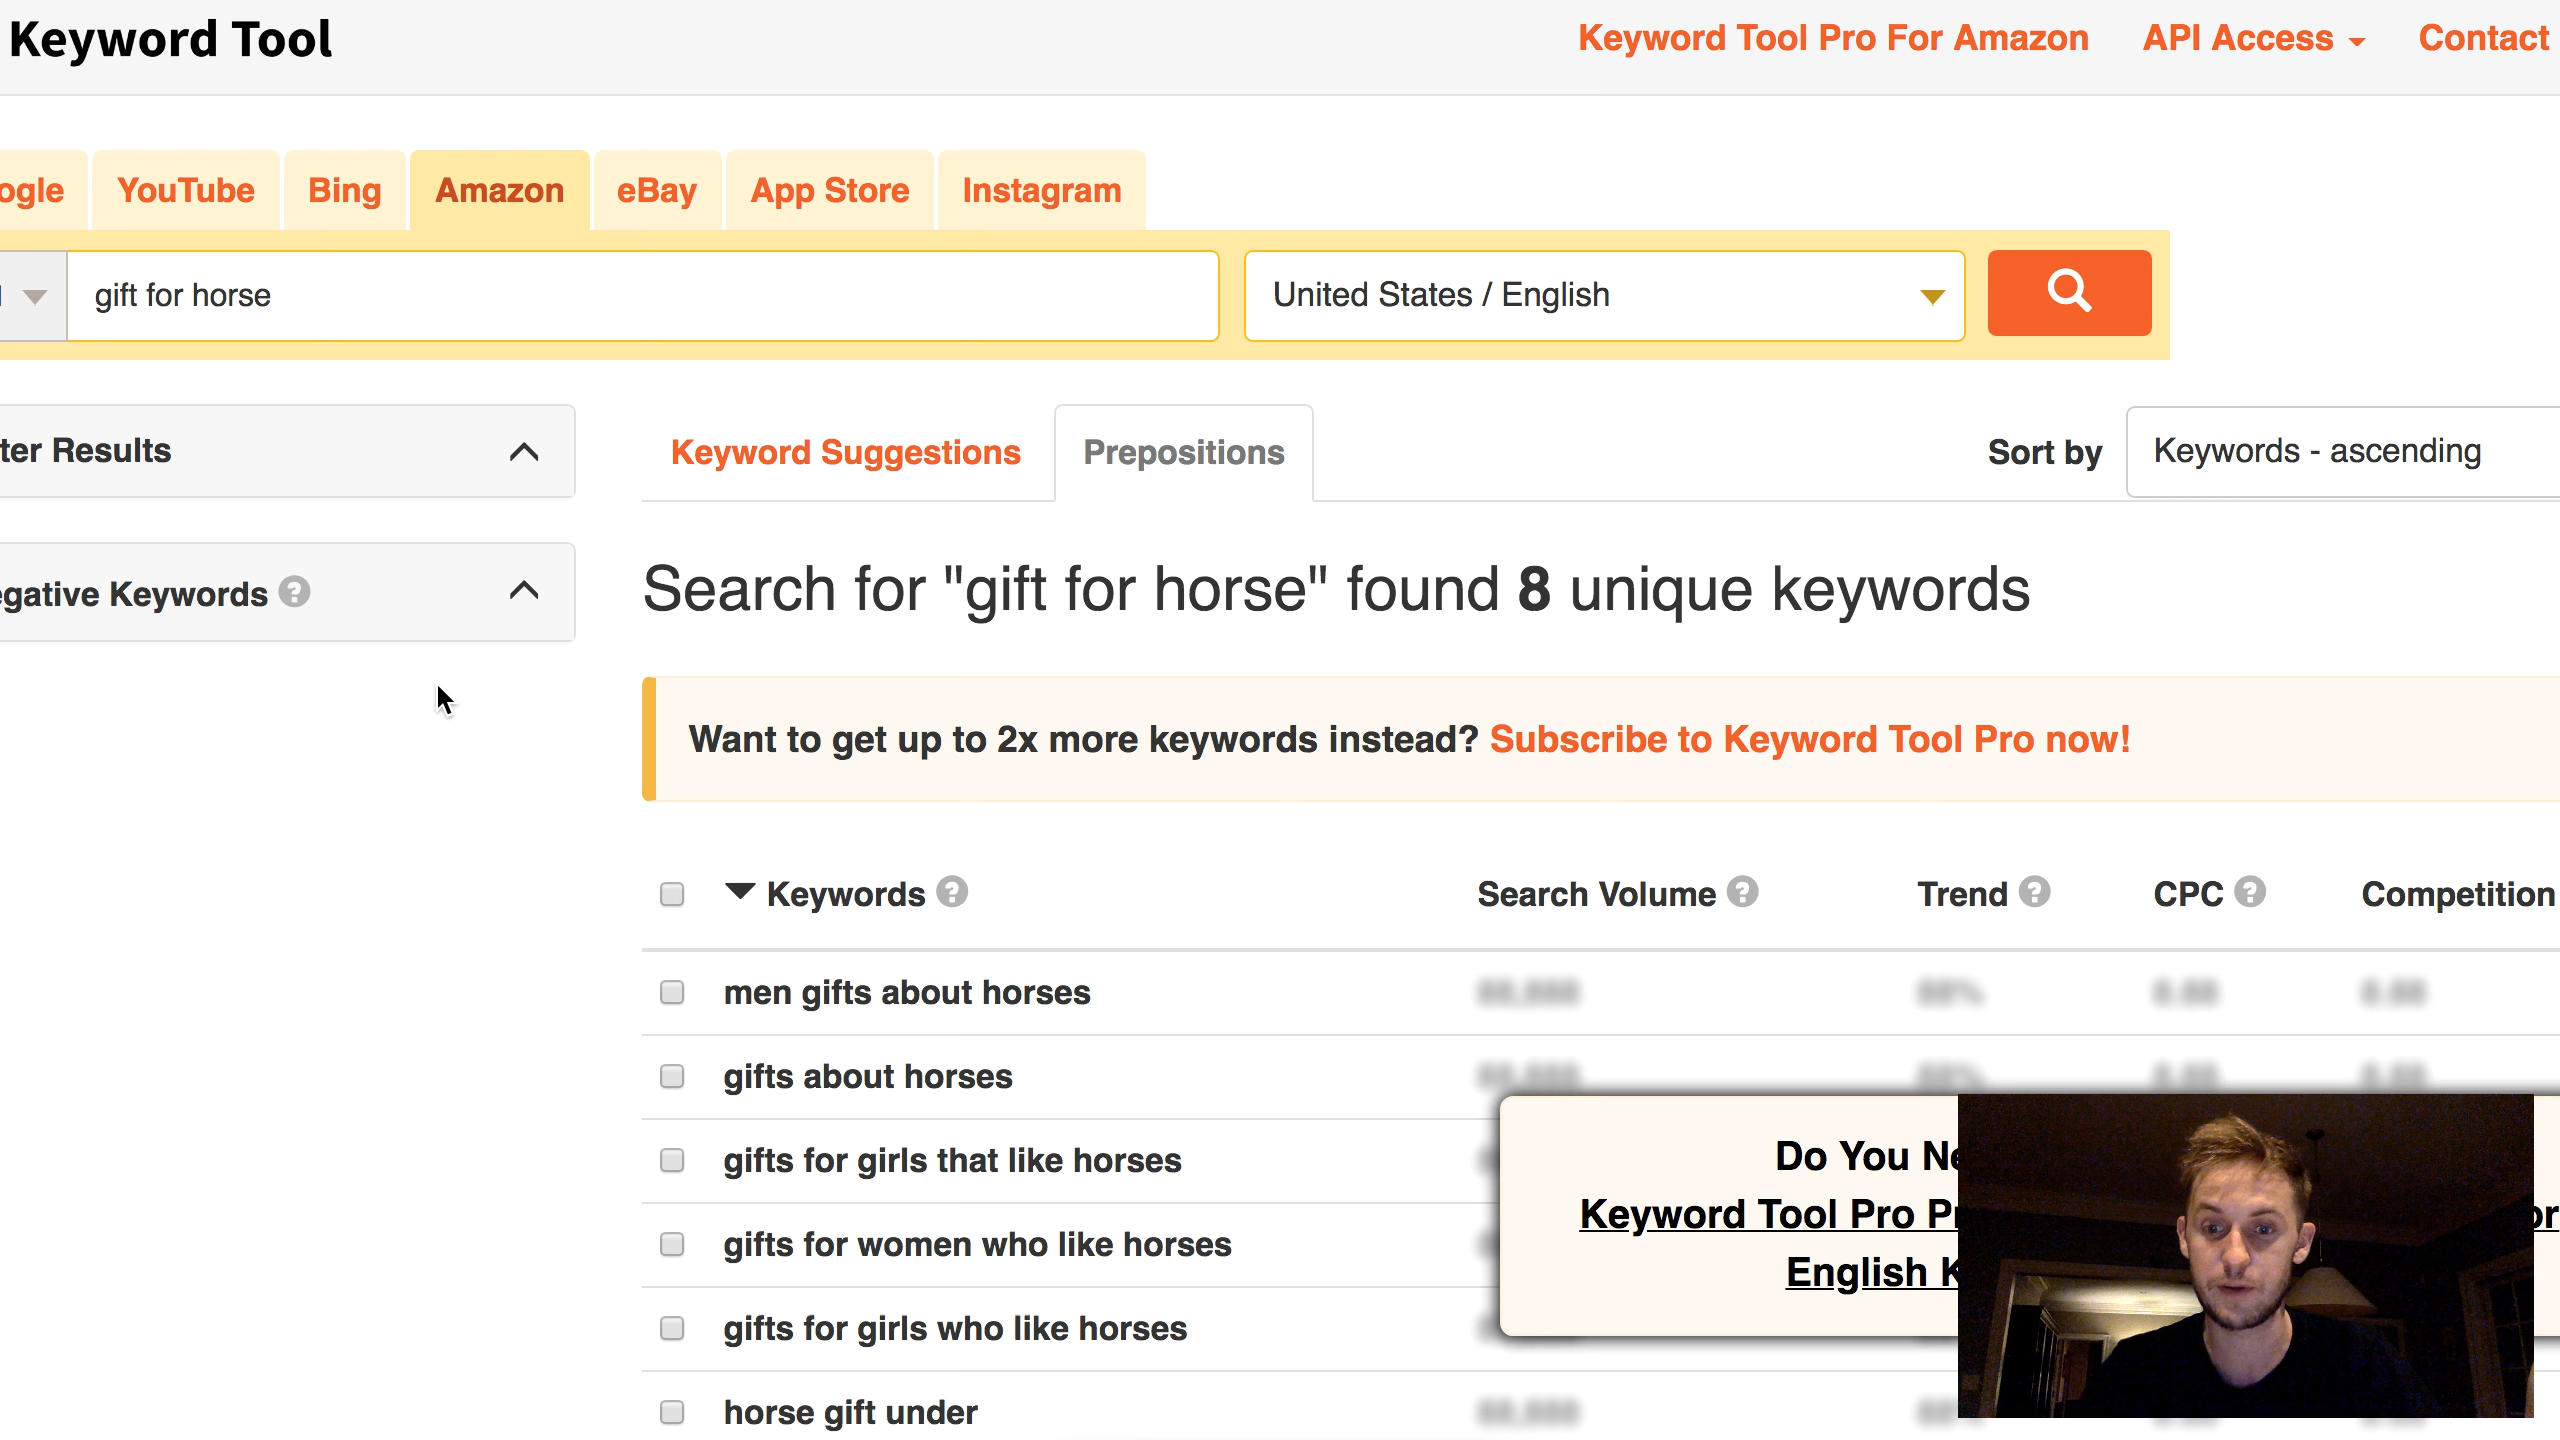 Keyword Tool
Keyword Tool Pro For Amazon
API Access
Contact
ogle
YouTube
Bing
Amazon
eBay
App Store
Instagram
gift for horse
United States / English
ter Results
Keyword Suggestions
Prepositions
Sort by
Keywords - ascending
egative Keywords ?
Search for "gift for horse" found 8 unique keywords
Want to get up to 2x more keywords instead? Subscribe to Keyword Tool Pro now!
Keywords ?
Search Volume ?
Trend ?
CPC ?
Competition
men gifts about horses
gifts about horses
gifts for girls that like horses
gifts for women who like horses
gifts for girls who like horses
horse gift under
Do You Ne
Keyword Tool Pro Pr
or
English K